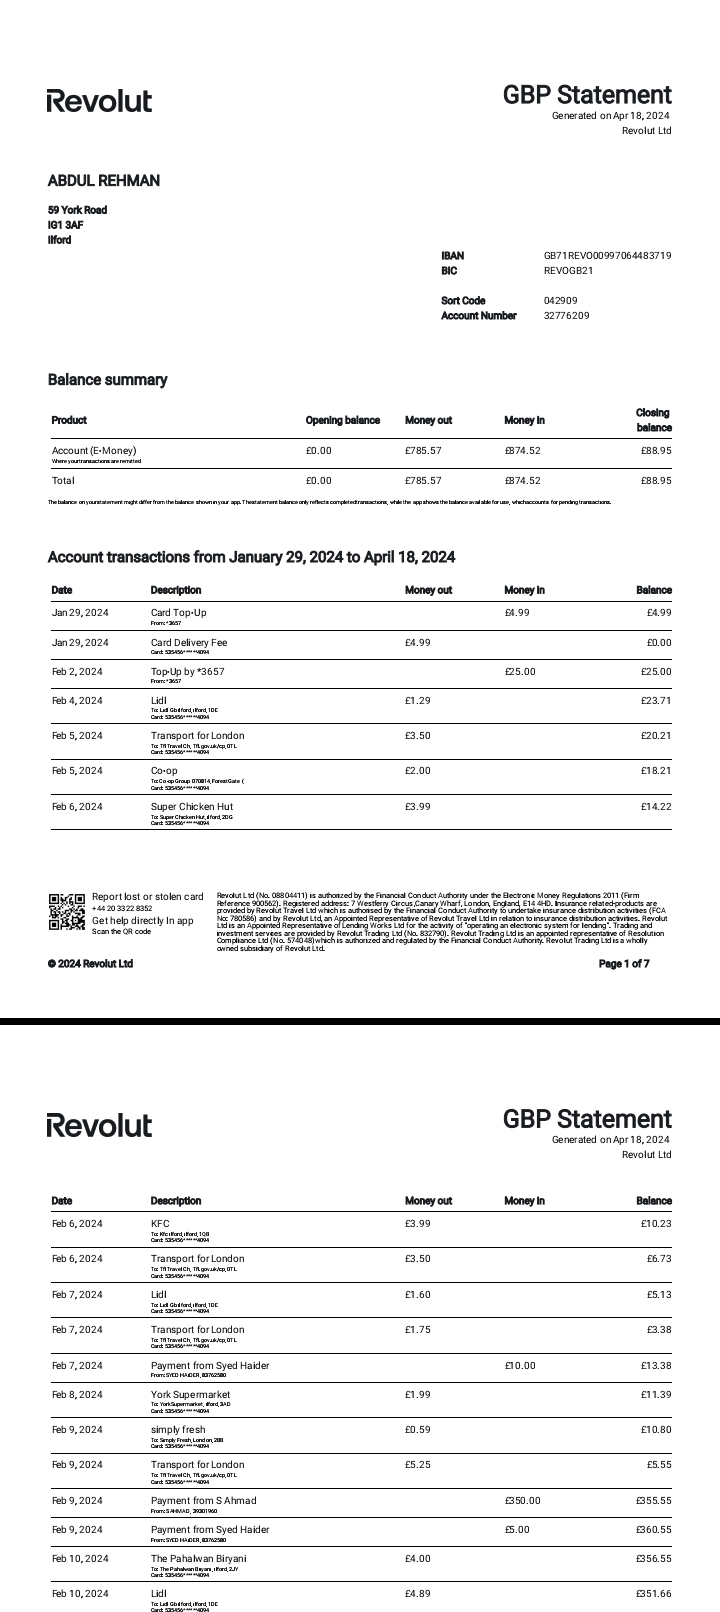 Revolut
GBP Statement
Generated on Apr 18, 2024
Revolut Ltd
ABDUL REHMAN
59 York Road
IG1 3AF
Ilford
IBAN GB71REVO00997064483719
BIC REVOGB21
Sort Code 042909
Account Number 32776209
Balance summary
Product Opening balance Money out Money in Closing balance
Account (E-Money) £0.00 £785.57 £874.52 £88.95
Where your transactions are remitted
Total £0.00 £785.57 £874.52 £88.95
The balance on your statement might differ from the balance shown in your app. The statement balance only reflects completed transactions, while the app shows the balance available for use, which accounts for pending transactions.
Account transactions from January 29, 2024 to April 18, 2024
Date Description Money out Money in Balance
Jan 29, 2024 Card Top-Up £4.99 £4.99
From: *3657
Jan 29, 2024 Card Delivery Fee £4.99 £0.00
Card: 535456******4094
Feb 2, 2024 Top-Up by *3657 £25.00 £25.00
From: *3657
Feb 4, 2024 Lidl £1.29 £23.71
To: Lidl Gb Ilford, Ilford, 1DE
Card: 535456******4094
Feb 5, 2024 Transport for London £3.50 £20.21
To: Tfl Travel Ch, Tfl.gov.uk/cp, 0TL
Card: 535456******4094
Feb 5, 2024 Co-op £2.00 £18.21
To: Co-op Group 070814, Forest Gate (
Card: 535456******4094
Feb 6, 2024 Super Chicken Hut £3.99 £14.22
To: Super Chicken Hut, Ilford, 2DG
Card: 535456******4094
Report lost or stolen card
+44 20 3322 8352
Get help directly In app
Scan the QR code
Revolut Ltd (No. 08804411) is authorized by the Financial Conduct Authority under the Electronic Money Regulations 2011 (Firm
Reference 900562). Registered address: 7 Westferry Circus, Canary Wharf, London, England, E14 4HD. Insurance related-products are
provided by Revolut Travel Ltd which is authorised by the Financial Conduct Authority to undertake insurance distribution activities (FCA
No: 780586) and by Revolut Ltd, an Appointed Representative of Revolut Travel Ltd in relation to insurance distribution activities. Revolut
Ltd is an Appointed Representative of Lending Works Ltd for the activity of "operating an electronic system for lending". Trading and
investment services are provided by Revolut Trading Ltd (No. 832790). Revolut Trading Ltd is an appointed representative of Resolution
Compliance Ltd (No. 574048) which is authorized and regulated by the Financial Conduct Authority. Revolut Trading Ltd is a wholly
owned subsidiary of Revolut Ltd.
© 2024 Revolut Ltd
Page 1 of 7
Revolut
GBP Statement
Generated on Apr 18, 2024
Revolut Ltd
Date Description Money out Money in Balance
Feb 6, 2024 KFC £3.99 £10.23
To: Kfc Ilford, Ilford, 1QB
Card: 535456******4094
Feb 6, 2024 Transport for London £3.50 £6.73
To: Tfl Travel Ch, Tfl.gov.uk/cp, 0TL
Card: 535456******4094
Feb 7, 2024 Lidl £1.60 £5.13
To: Lidl Gb Ilford, Ilford, 1DE
Card: 535456******4094
Feb 7, 2024 Transport for London £1.75 £3.38
To: Tfl Travel Ch, Tfl.gov.uk/cp, 0TL
Card: 535456******4094
Feb 7, 2024 Payment from Syed Haider £10.00 £13.38
From: SYED HAIDER, 83762580
Feb 8, 2024 York Supermarket £1.99 £11.39
To: York Supermarket, Ilford, 3AD
Card: 535456******4094
Feb 9, 2024 simply fresh £0.59 £10.80
To: Simply Fresh, London, 2BB
Card: 535456******4094
Feb 9, 2024 Transport for London £5.25 £5.55
To: Tfl Travel Ch, Tfl.gov.uk/cp, 0TL
Card: 535456******4094
Feb 9, 2024 Payment from S Ahmad £350.00 £355.55
From: S AHMAD, 39301960
Feb 9, 2024 Payment from Syed Haider £5.00 £360.55
From: SYED HAIDER, 83762580
Feb 10, 2024 The Pahalwan Biryani £4.00 £356.55
To: The Pahalwan Biryani, Ilford, 2JY
Card: 535456******4094
Feb 10, 2024 Lidl £4.89 £351.66
To: Lidl Gb Ilford, Ilford, 1DE
Card: 535456******4094